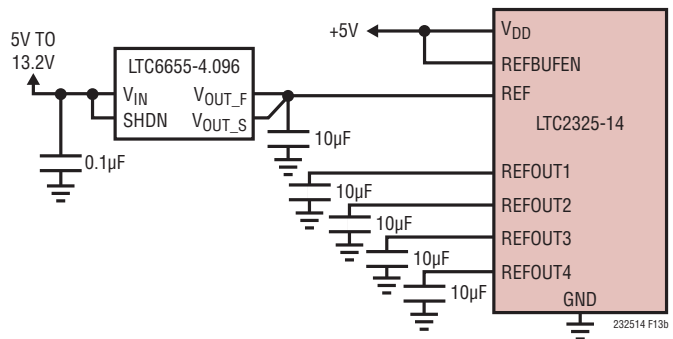 5V TO
13.2V
LTC6655-4.096
VIN
SHDN
VOUT_F
VOUT_S
0.1µF
10µF
+5V
VDD
REFBUFEN
REF
LTC2325-14
REFOUT1
10µF
REFOUT2
10µF
REFOUT3
10µF
REFOUT4
10µF
GND
232514 F13b